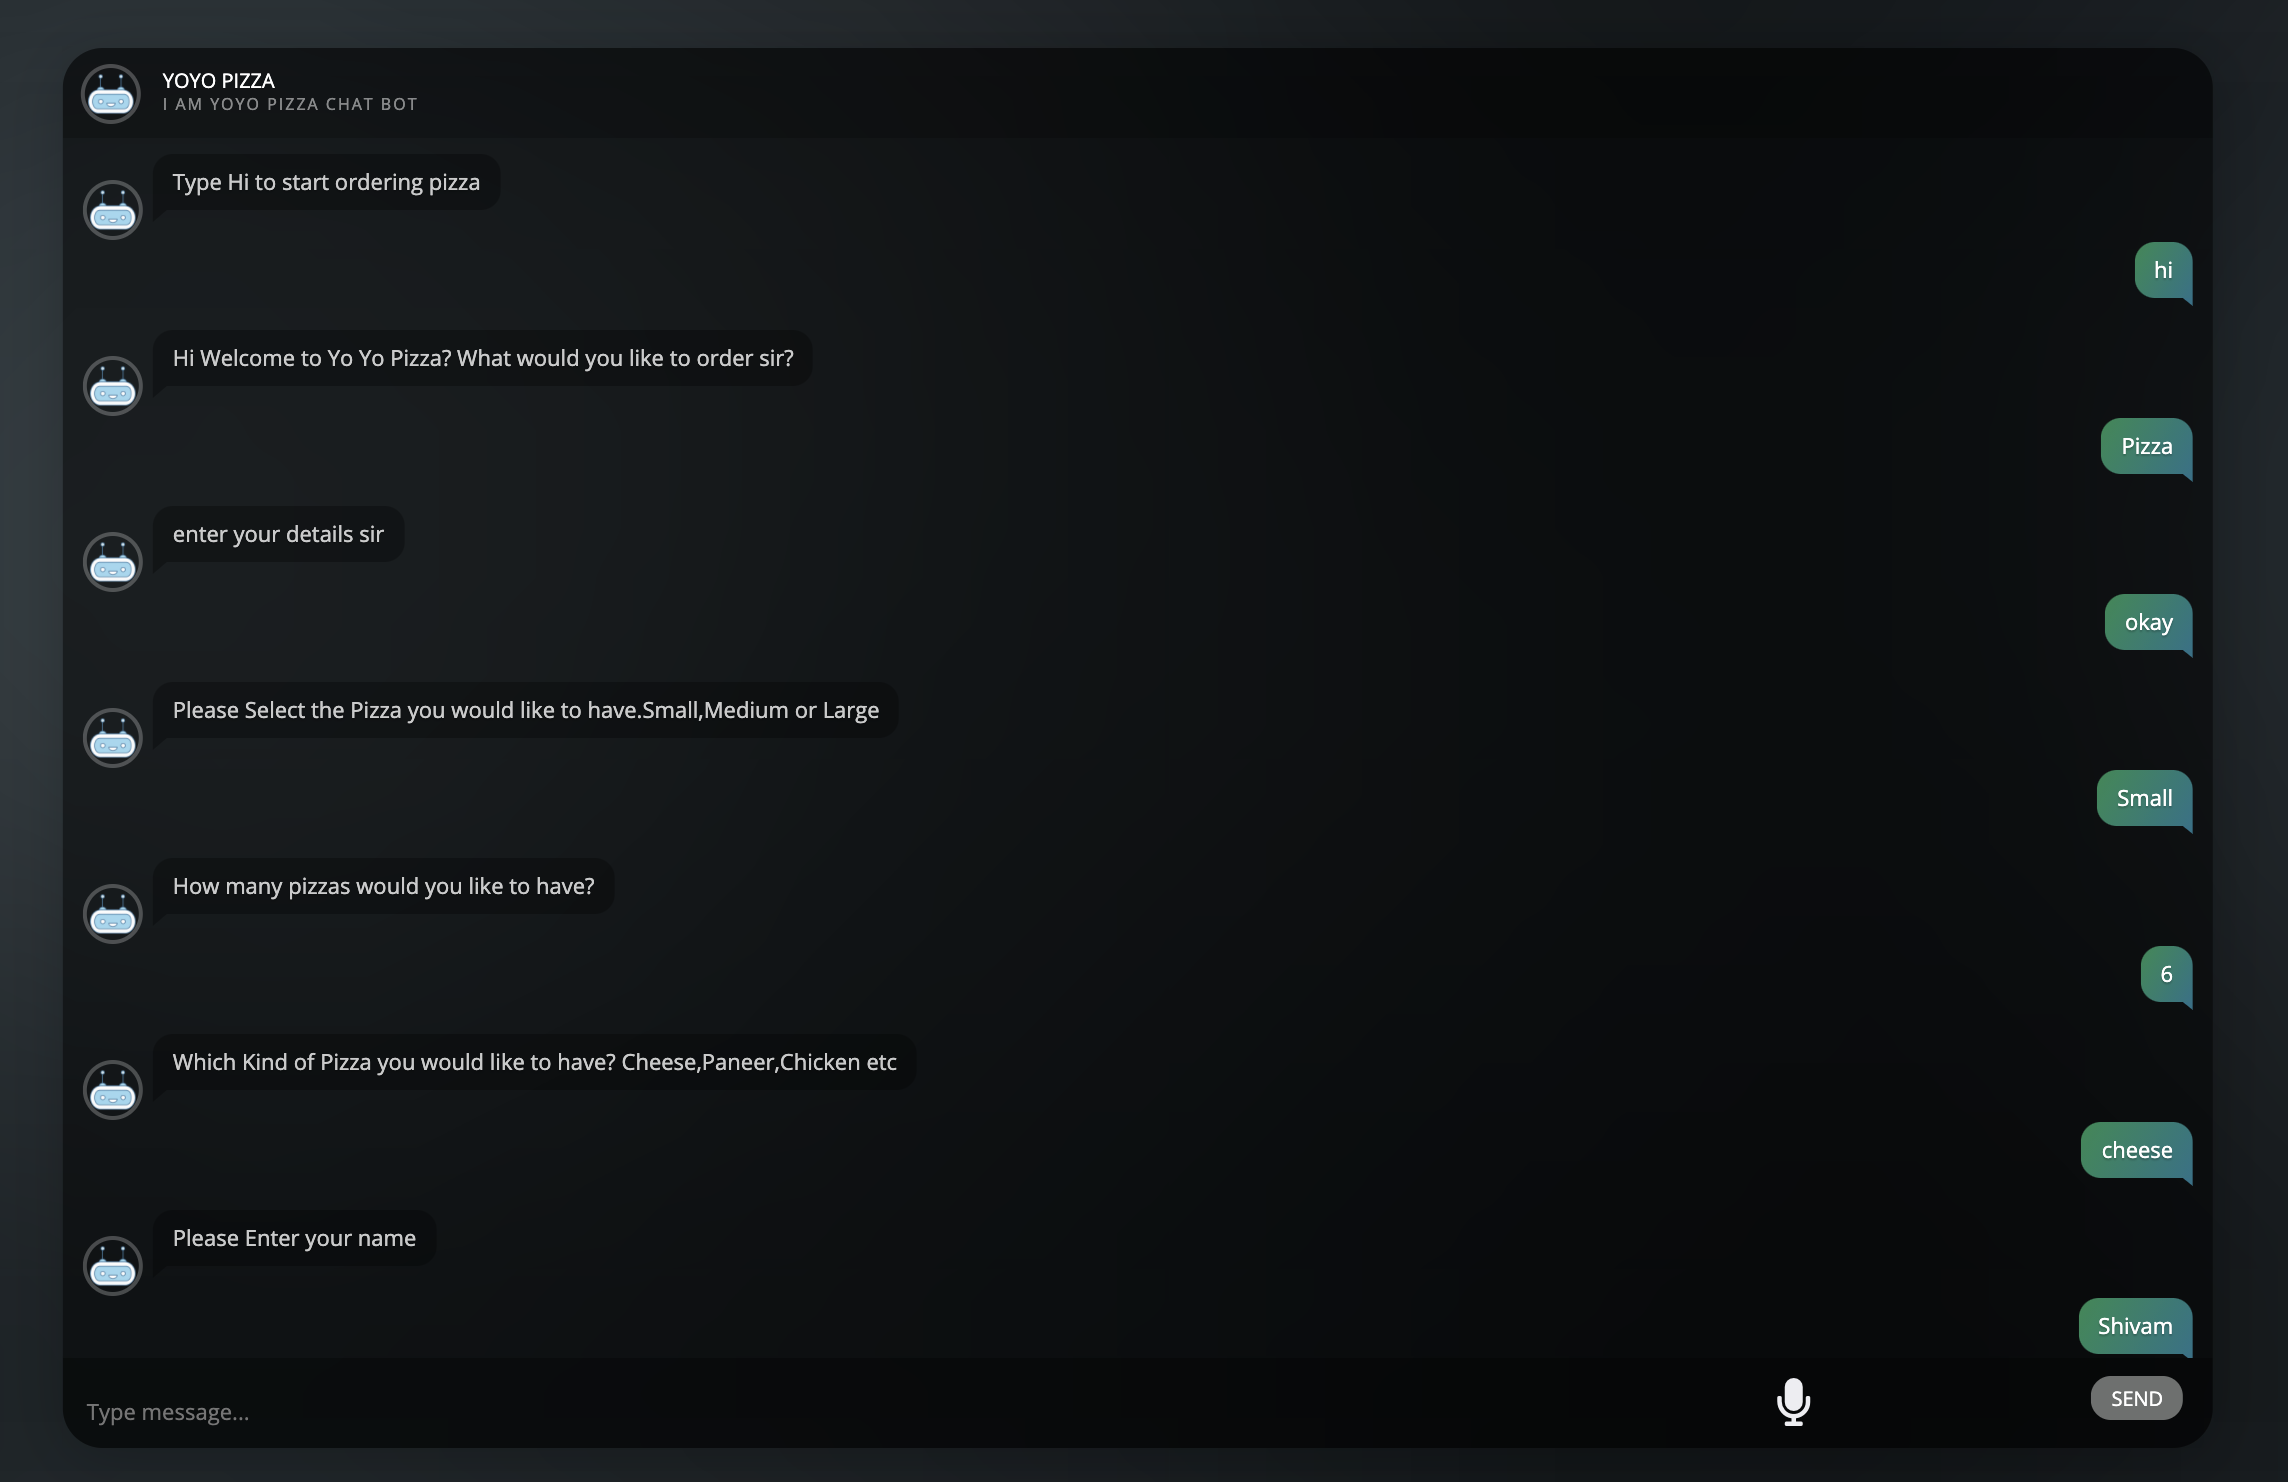 YOYO PIZZA
I AM YOYO PIZZA CHAT BOT
Type Hi to start ordering pizza
hi
Hi Welcome to Yo Yo Pizza? What would you like to order sir?
Pizza
enter your details sir
okay
Please Select the Pizza you would like to have.Small,Medium or Large
Small
How many pizzas would you like to have?
6
Which Kind of Pizza you would like to have? Cheese,Paneer,Chicken etc
cheese
Please Enter your name
Shivam
Type message...
SEND